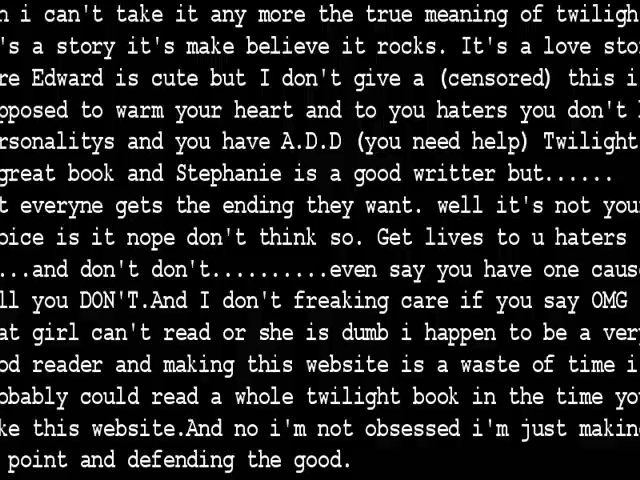 i can't take it any more the true meaning of twiligh
's a story it's make believe it rocks. It's a love sto
re Edward is cute but I don't give a (censored) this i
pposed to warm your heart and to you haters you don't
rsonalitys and you have A.D.D (you need help) Twilight
great book and Stephanie is a good writter but......
t everyne gets the ending they want. well it's not you
oice is it nope don't think so. Get lives to u haters
...and don't don't..........even say you have one caus
ll you DON'T.And I don't freaking care if you say OMG
at girl can't read or she is dumb i happen to be a ver
od reader and making this website is a waste of time i
obably could read a whole twilight book in the time yo
ke this website.And no i'm not obsessed i'm just makin
point and defending the good.